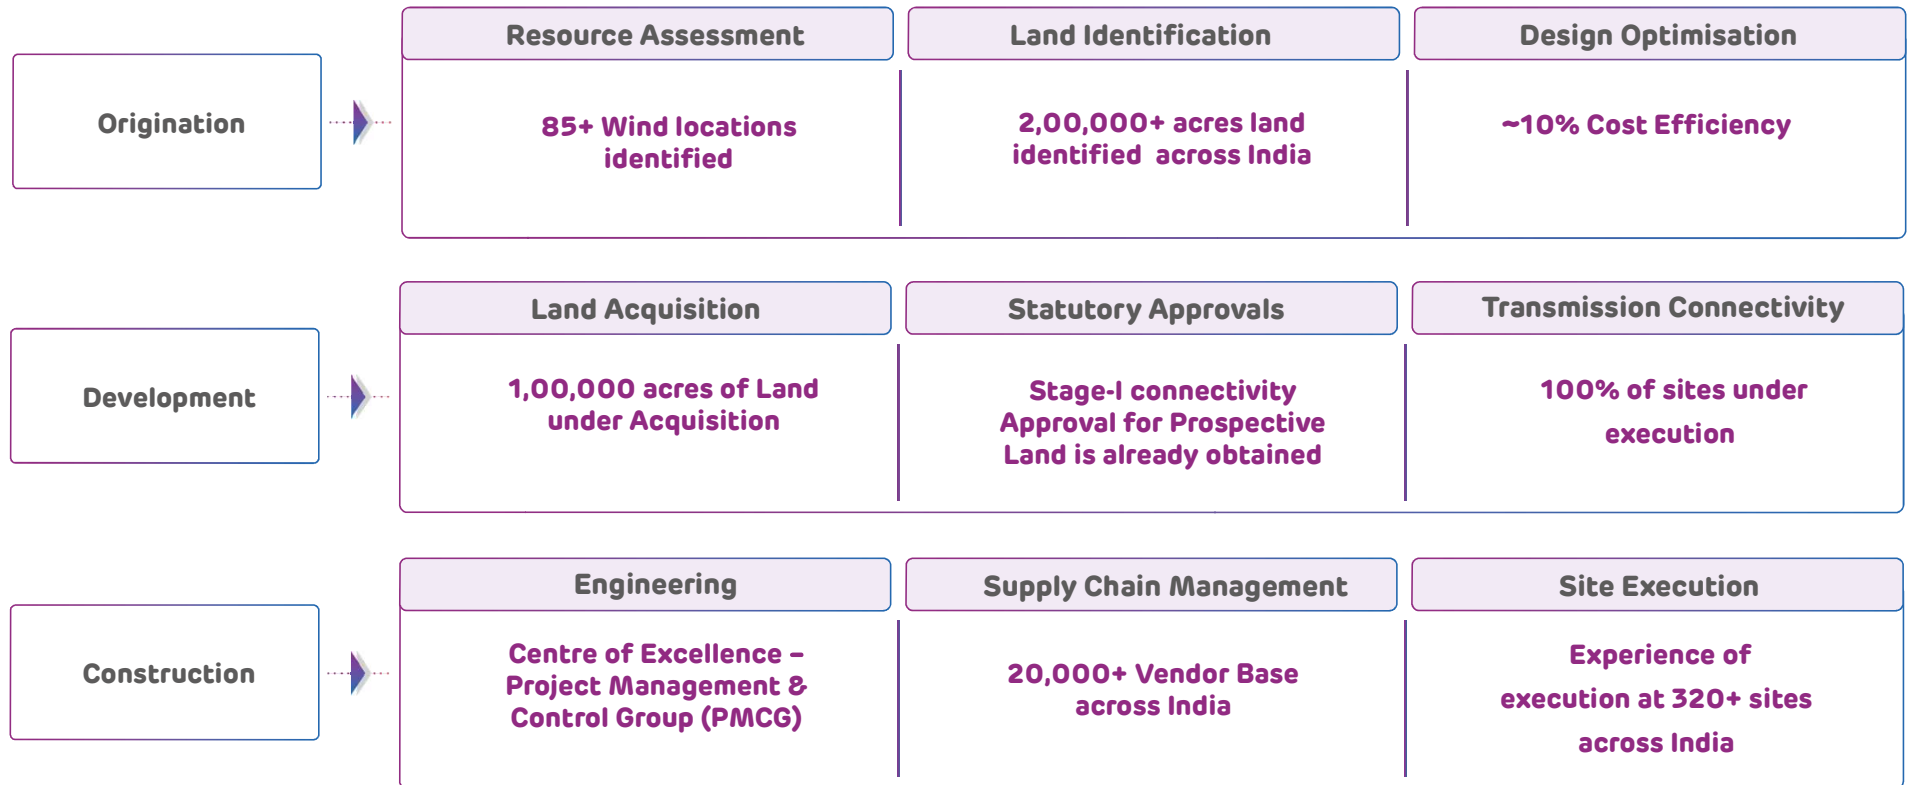 Resource Assessment
Land Identification
Design Optimisation
Origination
85+ Wind locations
identified
2,00,000+ acres land
identified across India
~10% Cost Efficiency
Land Acquisition
Statutory Approvals
Transmission Connectivity
Development
1,00,000 acres of Land
under Acquisition
Stage-I connectivity
Approval for Prospective
Land is already obtained
100% of sites under
execution
Engineering
Supply Chain Management
Site Execution
Construction
Centre of Excellence –
Project Management &
Control Group (PMCG)
20,000+ Vendor Base
across India
Experience of
execution at 320+ sites
across India